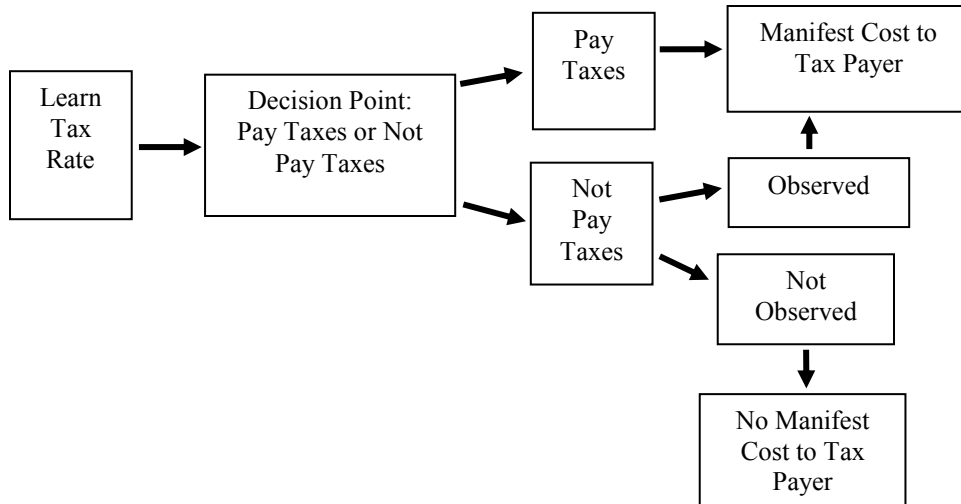 Learn
Tax
Rate
Decision Point:
Pay Taxes or Not
Pay Taxes
Pay
Taxes
Manifest Cost to
Tax Payer
Not
Pay
Taxes
Observed
Not
Observed
No Manifest
Cost to Tax
Payer